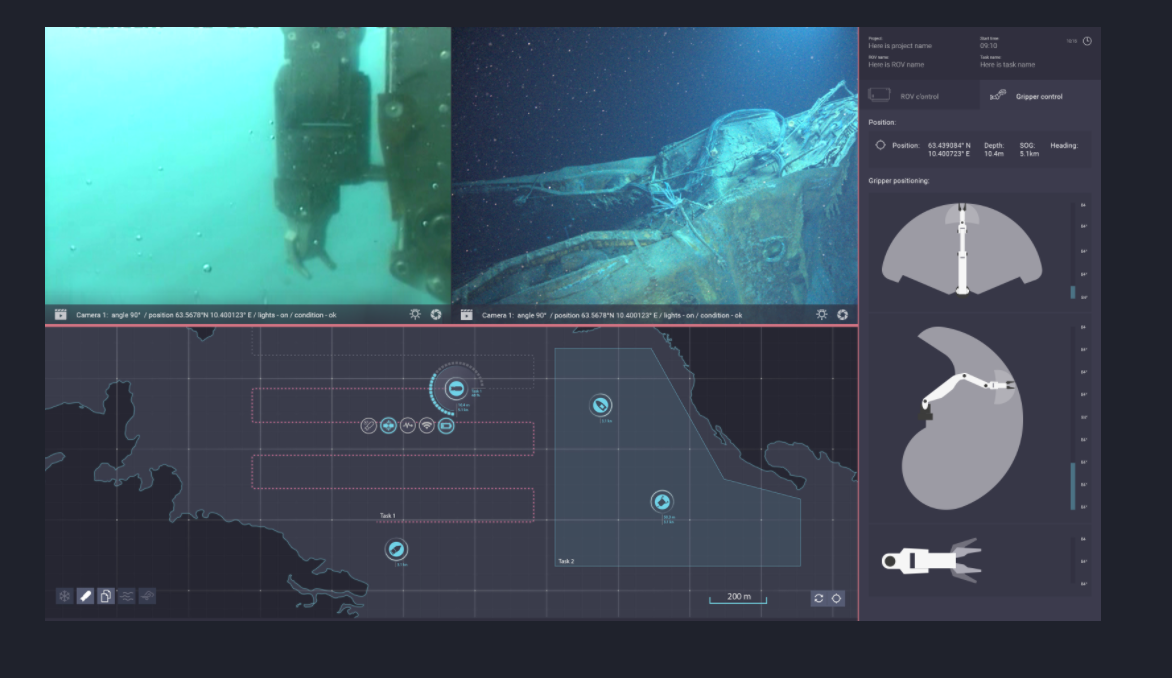 Project
Here is project name
Start time
09:10
ROV name
Here is ROV name
Task name
Here is task name
ROV control
Gripper control
Position:
Position: 63.439084° N Depth: SOG: Heading:
10.400723° E 10.4m 5.1km
Gripper positioning:
Camera 1: angle 90° / position 63.5678°N 10.400123° E / lights - on / condition - ok
Camera 1: angle 90° / position 63.5678°N 10.400123° E / lights - on / condition - ok
Task 1
Task 2
200 m